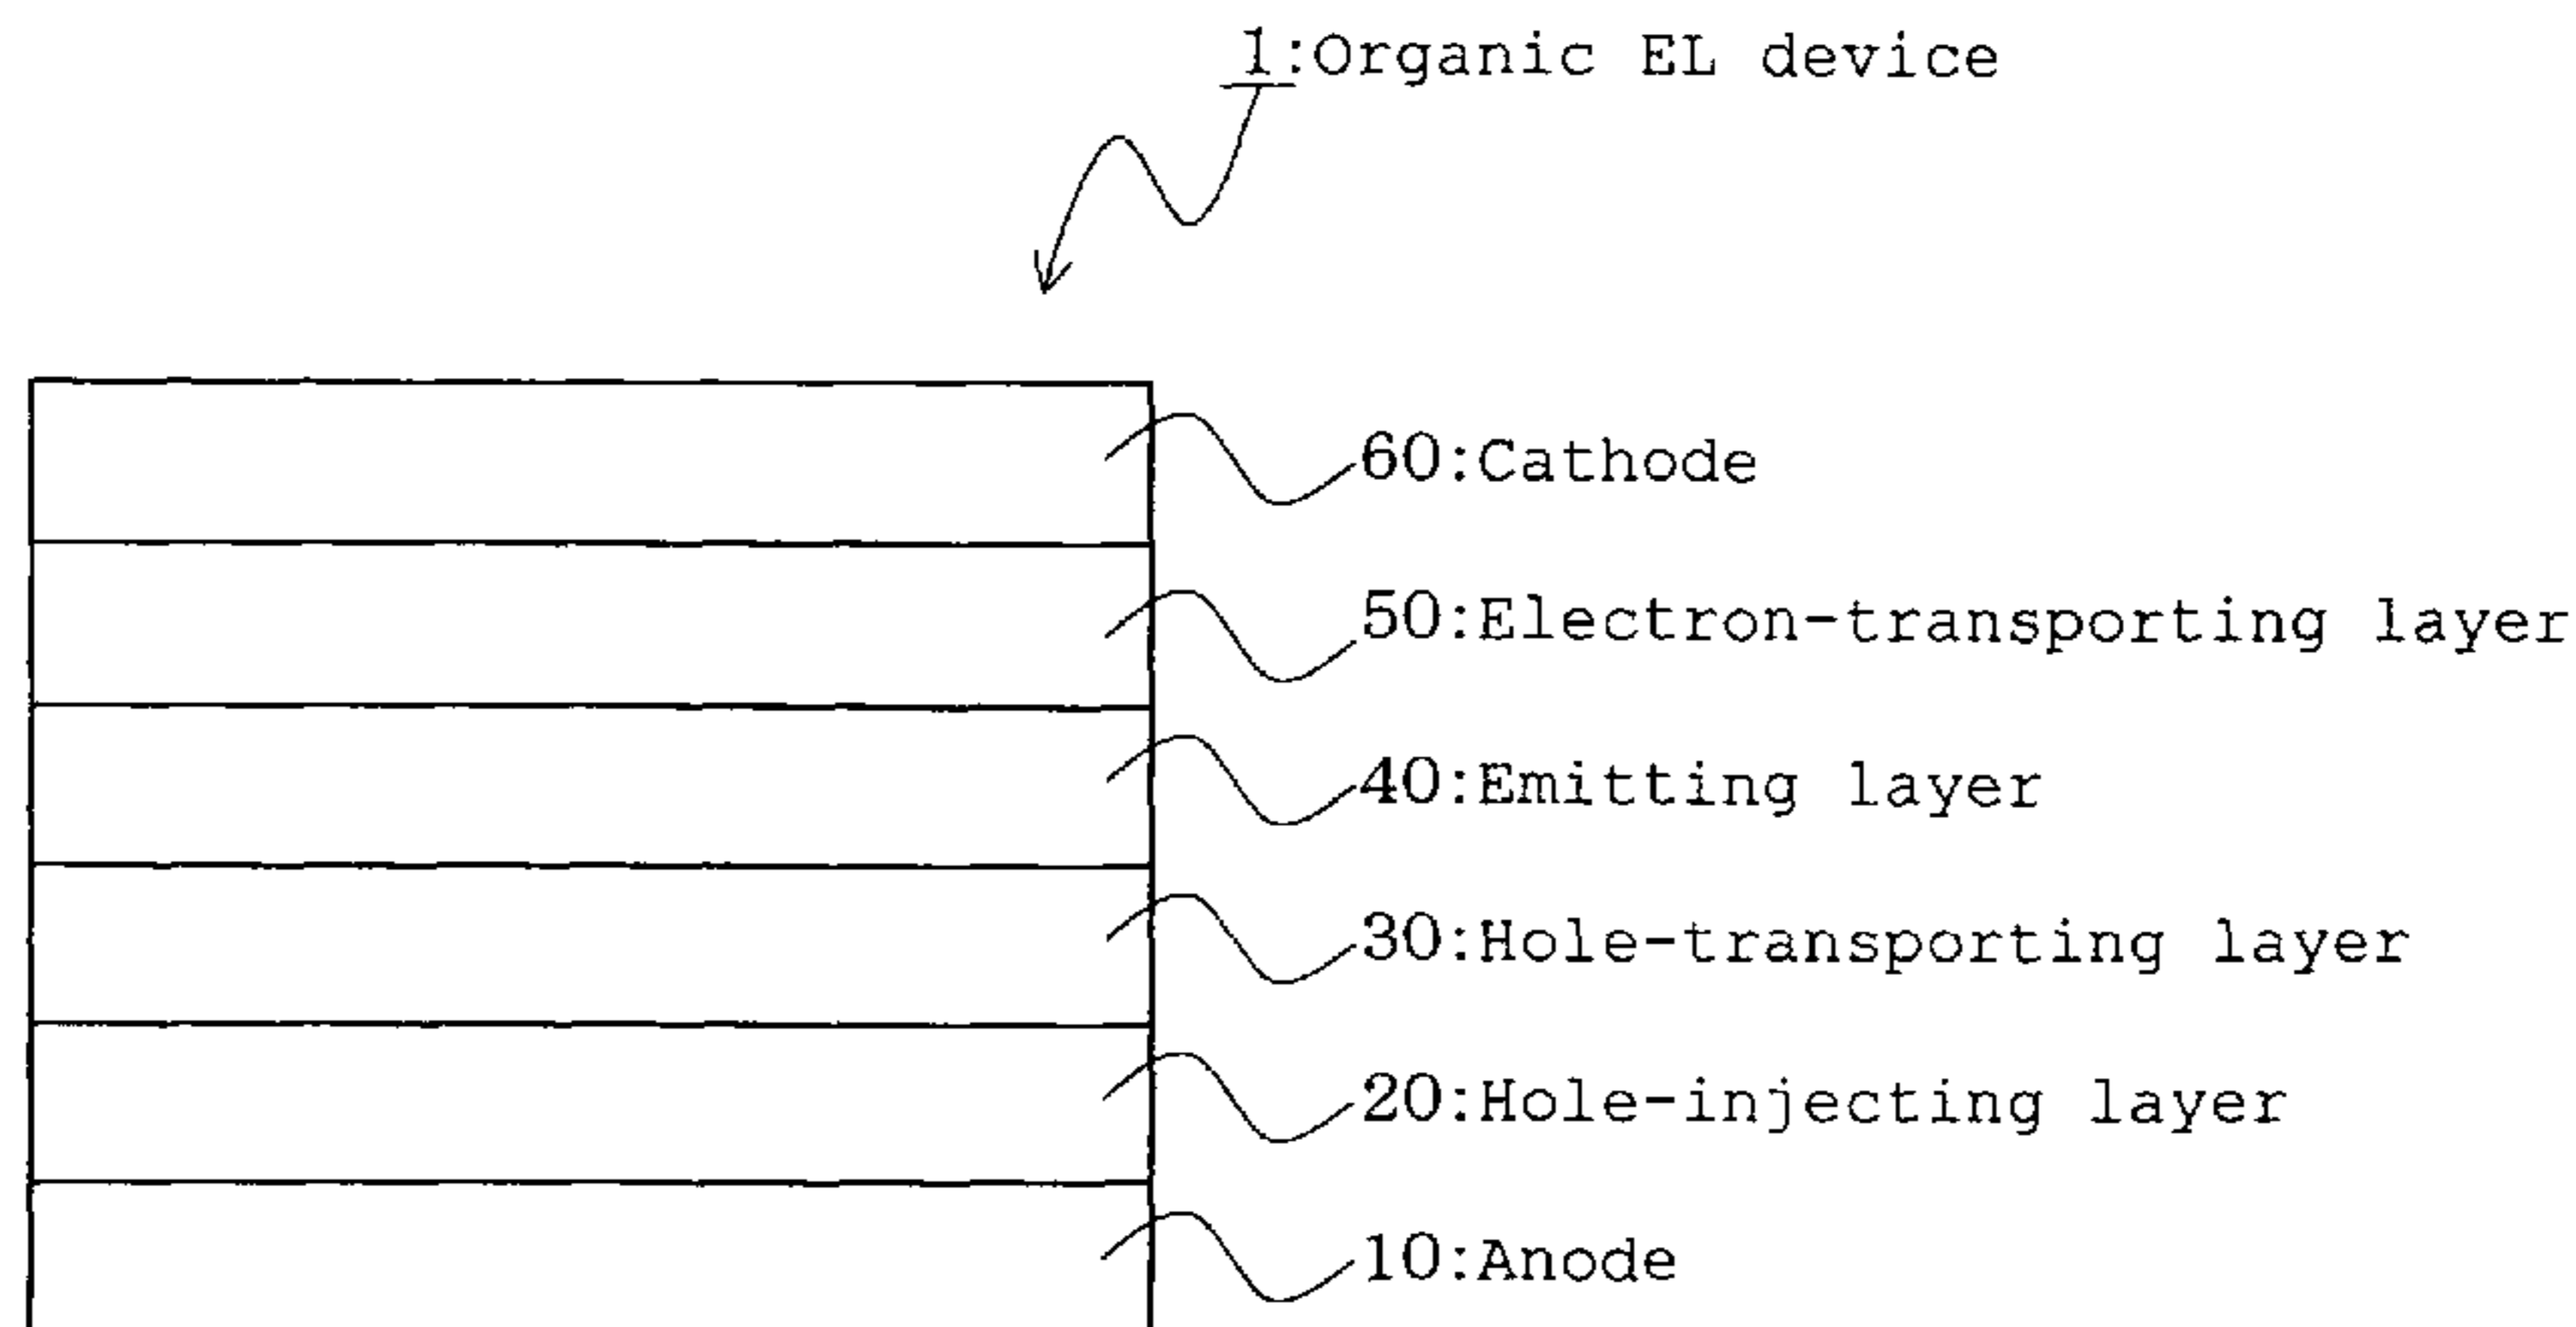 1:Organic EL device
60:Cathode
50:Electron-transporting layer
40:Emitting layer
30:Hole-transporting layer
20:Hole-injecting layer
10:Anode